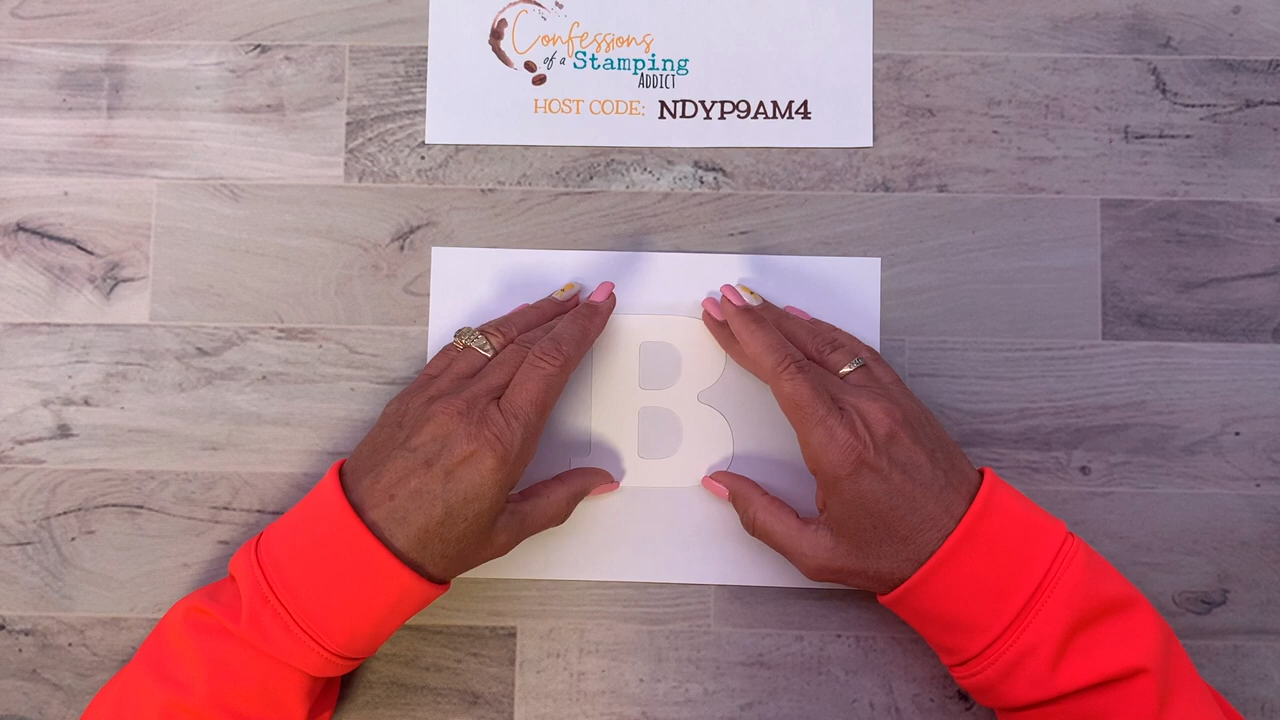 Confessions
of a Stamping
ADDICT
HOST CODE: NDYP9AM4
B